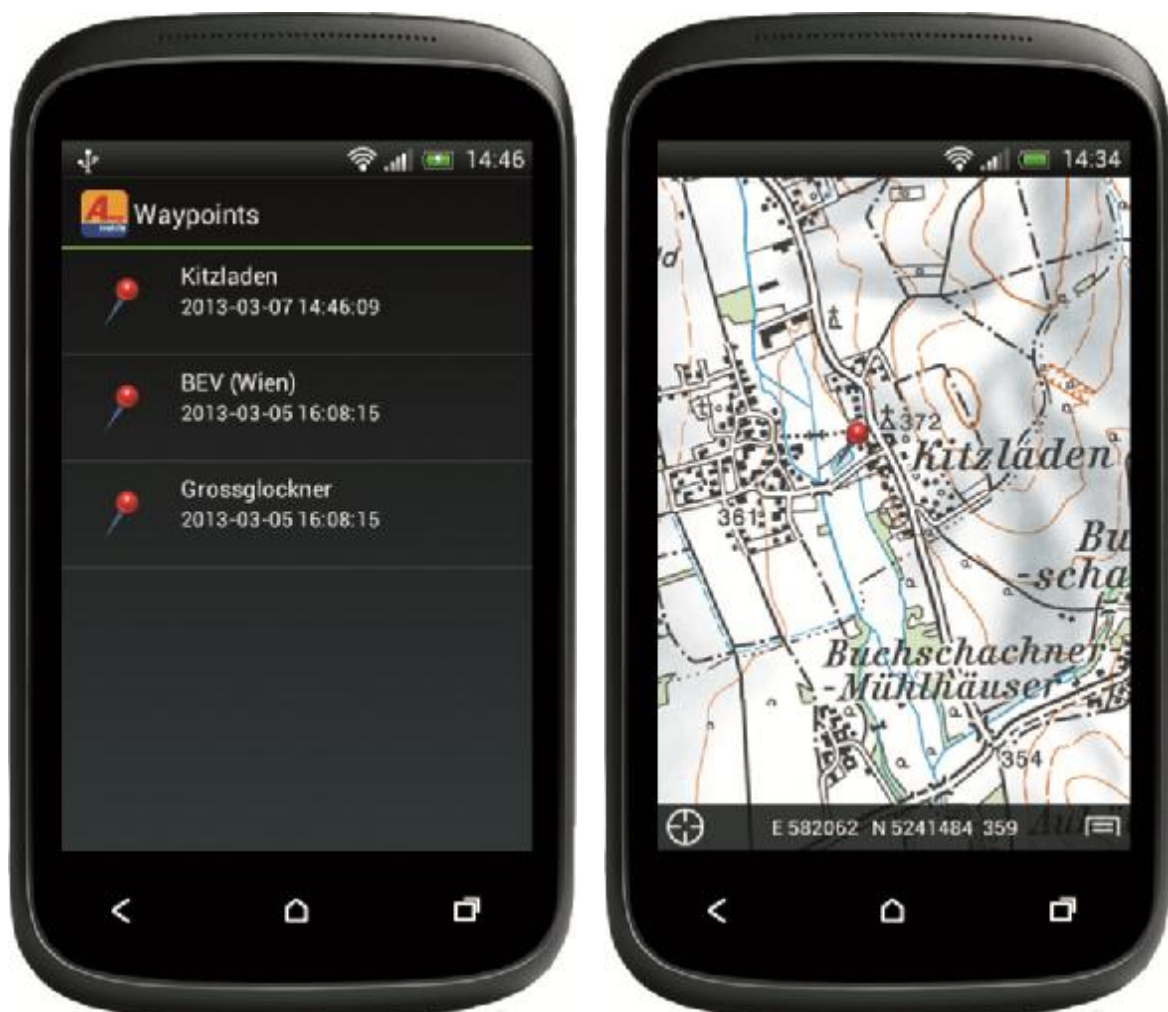 14:46
Waypoints
Kitzladen
2013-03-07 14:46:09
BEV (Wien)
2013-03-05 16:08:15
Grossglockner
2013-03-05 16:08:15
14:34
372
Kitzladen
361
Bu
-scha
Buchschachner-
-Mühlhäuser
354
E 582062 N 5241484 359